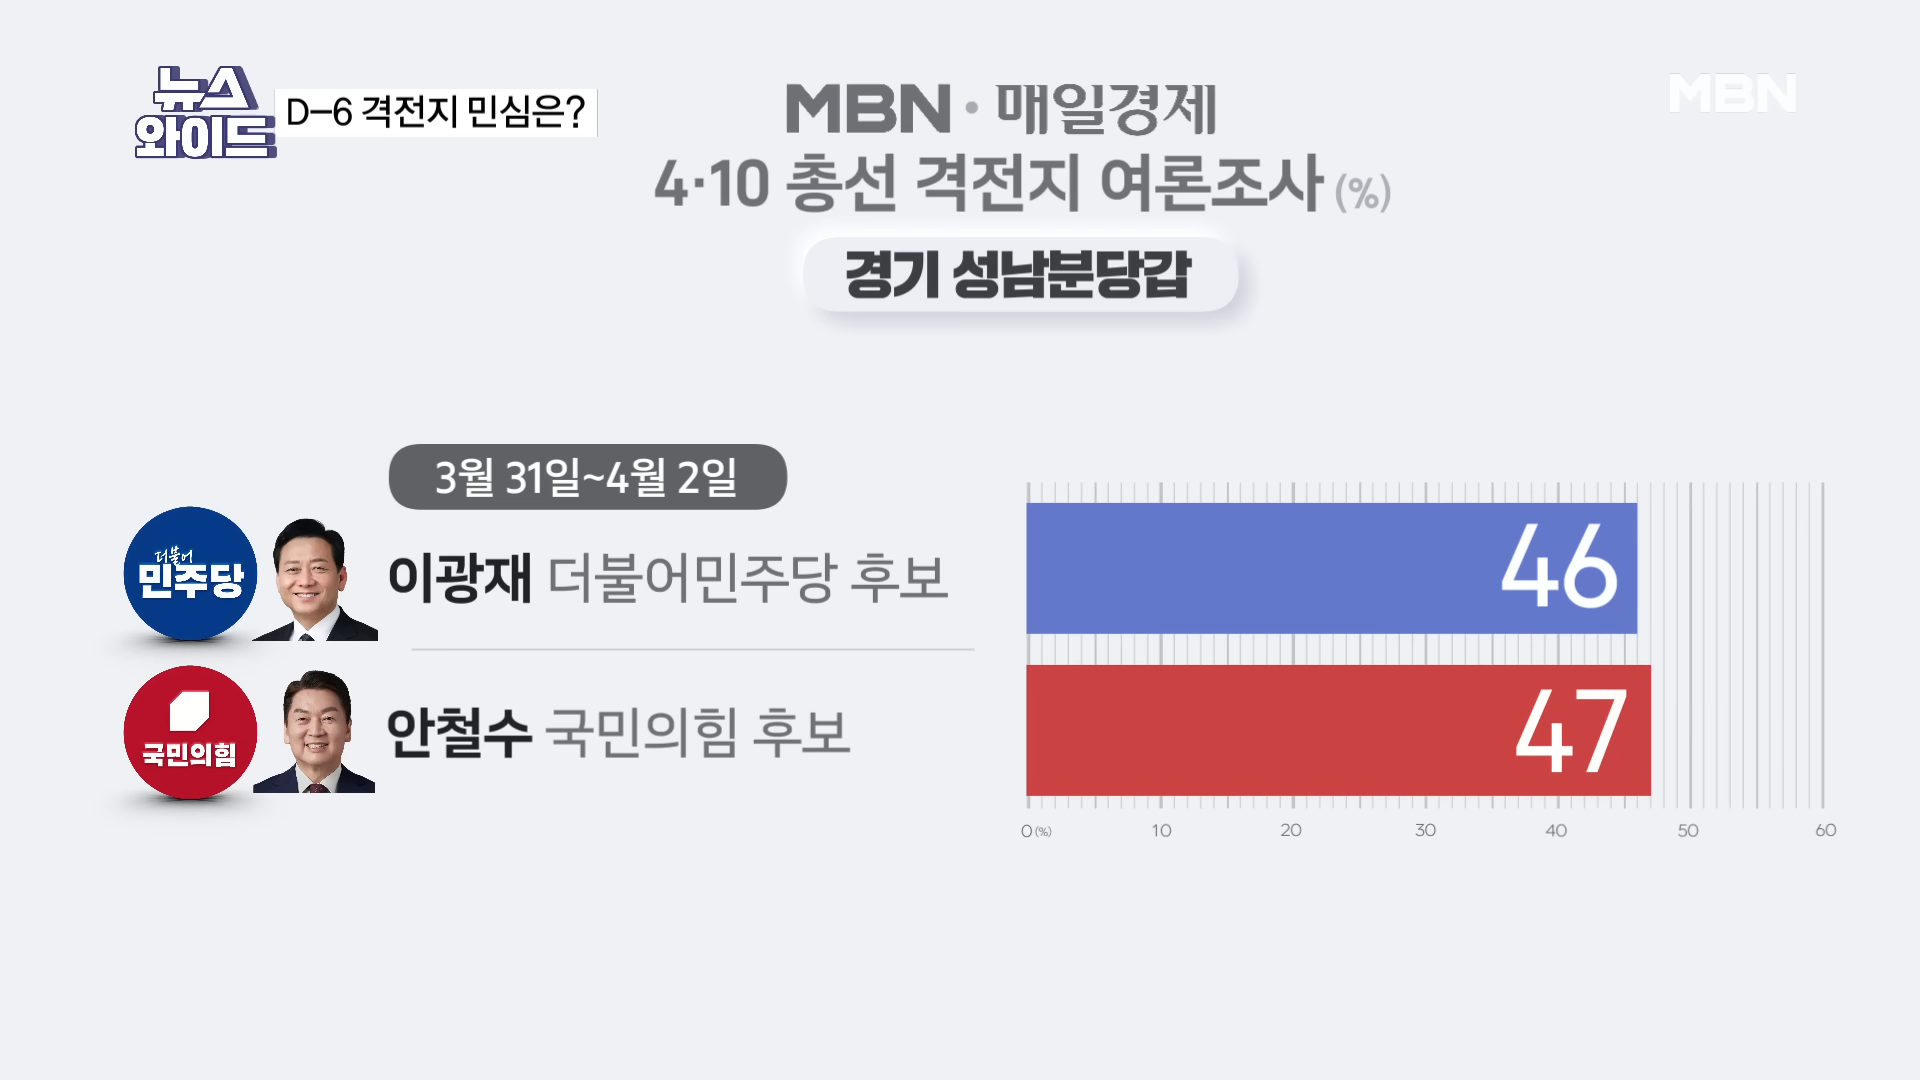 뉴스
와이드
D-6 격전지 민심은?
MBN
MBN·매일경제
4·10 총선 격전지 여론조사 (%)
경기 성남분당갑
3월 31일~4월 2일
더불어
민주당
이광재 더불어민주당 후보
46
국민의힘
안철수 국민의힘 후보
47
0 (%) 10 20 30 40 50 60